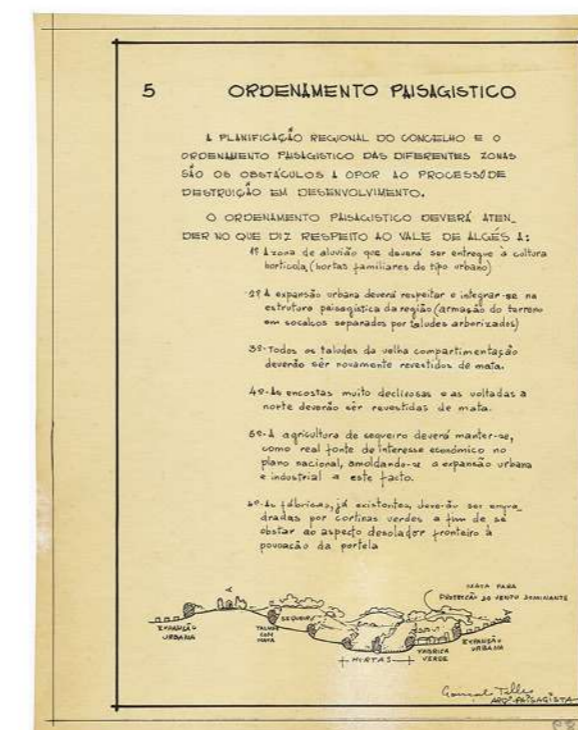 5 ORDENAMENTO PAISAGISTICO
A PLANIFICAÇÃO REGIONAL DO CONCELHO E O
ORDENAMENTO PAISAGISTICO DAS DIFERENTES ZONAS
SÃO OS OBSTÁCULOS A OPOR AO PROCESSO DE
DESTRUIÇÃO EM DESENVOLVIMENTO.
O ORDENAMENTO PAISAGISTICO DEVERÁ ATEN_
DER NO QUE DIZ RESPEITO AO VALE DE ALGÉS A:
1º A zona de aluvião que deverá ser entregue à cultura
horticola (hortas familiares do tipo urbano)
2º A expansão urbana deverá respeitar e integrar-se na
estrutura paisagistica da região (armação do terreno
em socalcos separados por taludes arborizados)
3º-Todos os taludes da velha compartimentação
deverão sêr novamente revestidos de mata.
4º-As encostas muito declivosas e as voltadas a
norte deverão sêr revestidas de mata.
5º-A agricultura de sequeiro deverá manter-se,
como real fonte de interesse económico no
plano nacional, amoldando-se a expansão urbana
e industrial a este facto.
6º-As fábricas, já existentes, deverão ser enqua_
dradas por cortinas verdes a fim de se
obstar ao aspecto desolador fronteiro à
povoação da portela
MATA PARA
PROTECÇÃO DO VENTO DOMINANTE
EXPANSÃO
URBANA
TALUDE
COM
MATA
SEQUEIRO
HORTAS
FABRICA
VERDE
EXPANSÃO
URBANA
Gonçalo Telles
ARQº PAISAGISTA